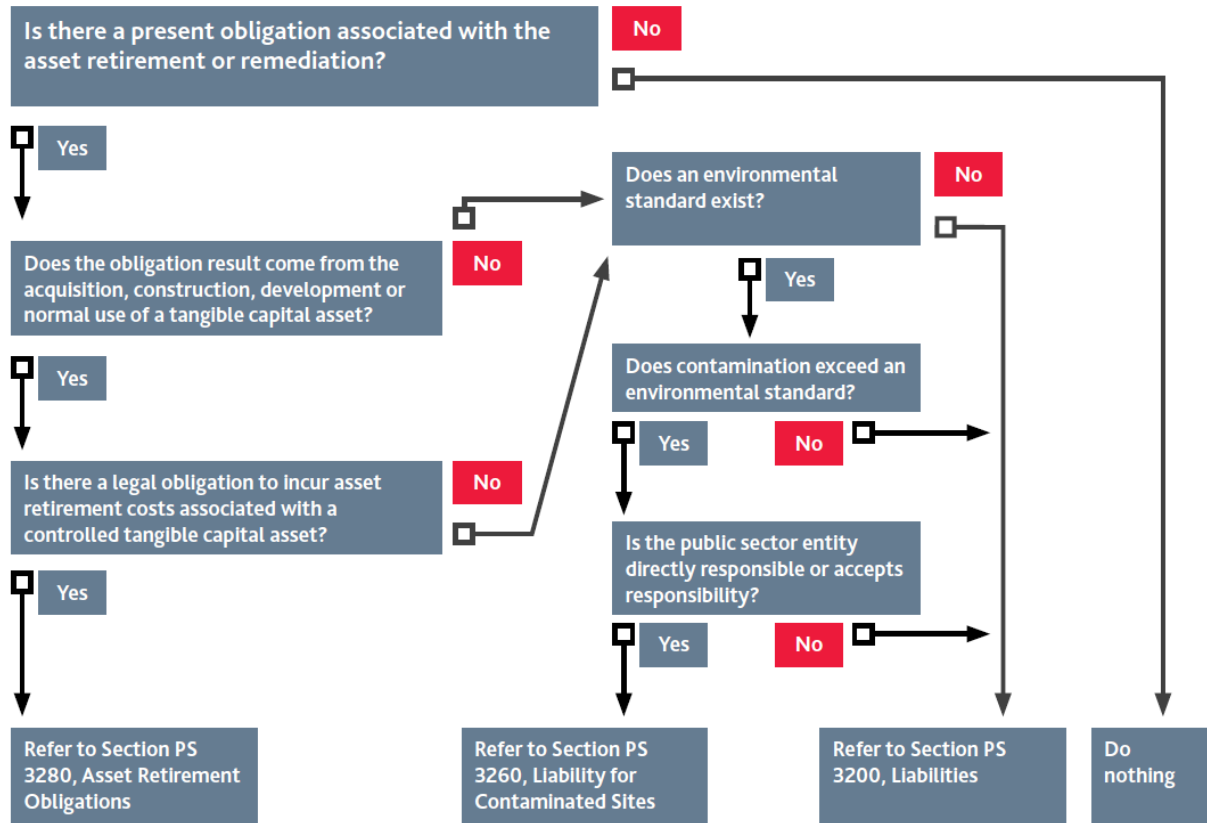 Is there a present obligation associated with the
asset retirement or remediation?
No
Yes
Does an environmental
standard exist?
No
Does the obligation result come from the
acquisition, construction, development or
normal use of a tangible capital asset?
No
Yes
Yes
Does contamination exceed an
environmental standard?
Yes
No
Is there a legal obligation to incur asset
retirement costs associated with a
controlled tangible capital asset?
No
Yes
Is the public sector entity
directly responsible or accepts
responsibility?
Yes
No
Refer to Section PS
3280, Asset Retirement
Obligations
Refer to Section PS
3260, Liability for
Contaminated Sites
Refer to Section PS
3200, Liabilities
Do
nothing